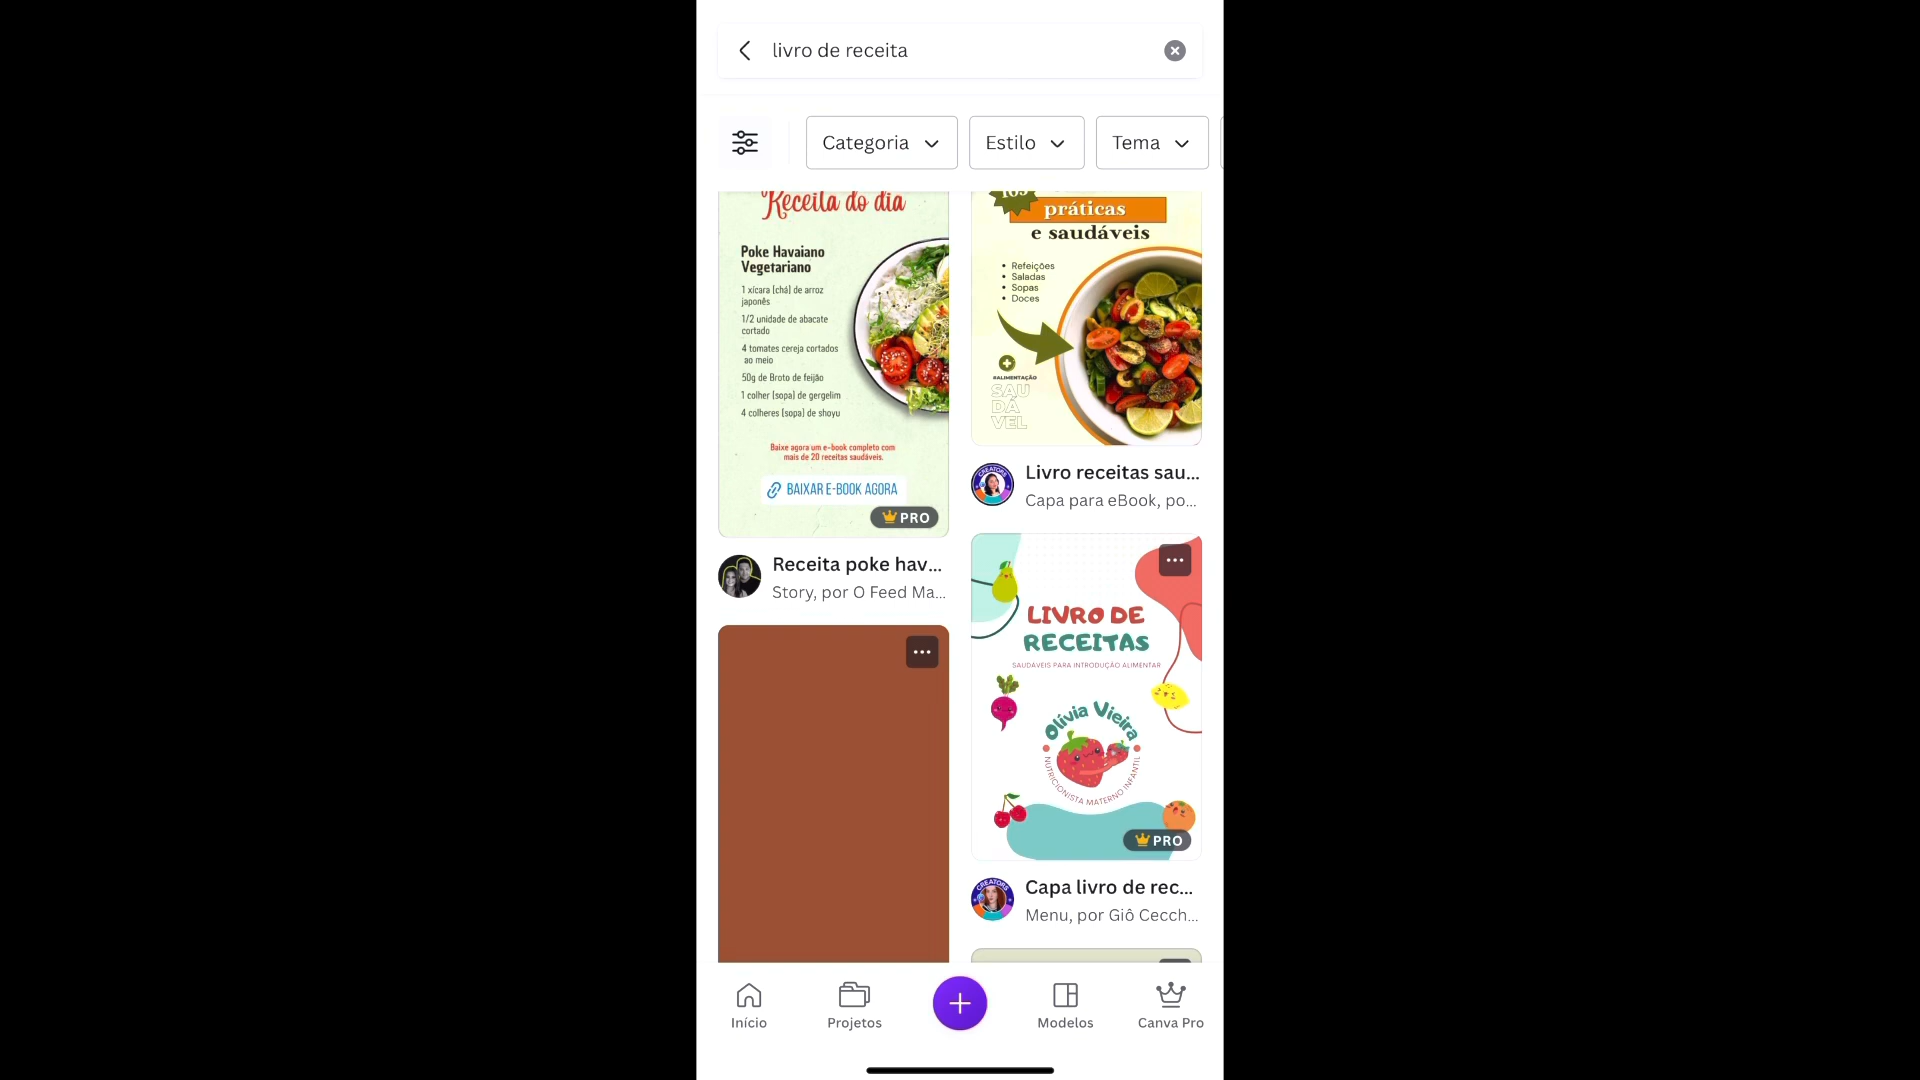 livro de receita
Categoria
Estilo
Tema
Receita do dia
Poke Havaiano
Vegetariano
1 xícara [chá] de arroz
japonês
1/2 unidade de abacate
cortado
4 tomates cereja cortados
ao meio
50g de Broto de feijão
1 colher [sopa] de gergelim
4 colheres [sopa] de shoyu
Baixe agora um e-book completo com
mais de 20 receitas saudáveis.
BAIXAR E-BOOK AGORA
PRO
Receita poke hav...
Story, por O Feed Ma...
práticas
e saudáveis
• Refeições
• Saladas
• Sopas
• Doces
#ALIMENTAÇÃO
SAU
DÁ
VEL
Livro receitas sau...
Capa para eBook, po...
LIVRO DE
RECEITAS
SAUDÁVEIS PARA INTRODUÇÃO ALIMENTAR
Olívia Vieira
NUTRICIONISTA MATERNO INFANTIL
PRO
CREATORS
Capa livro de rec...
Menu, por Giô Cecch...
Início
Projetos
Modelos
Canva Pro